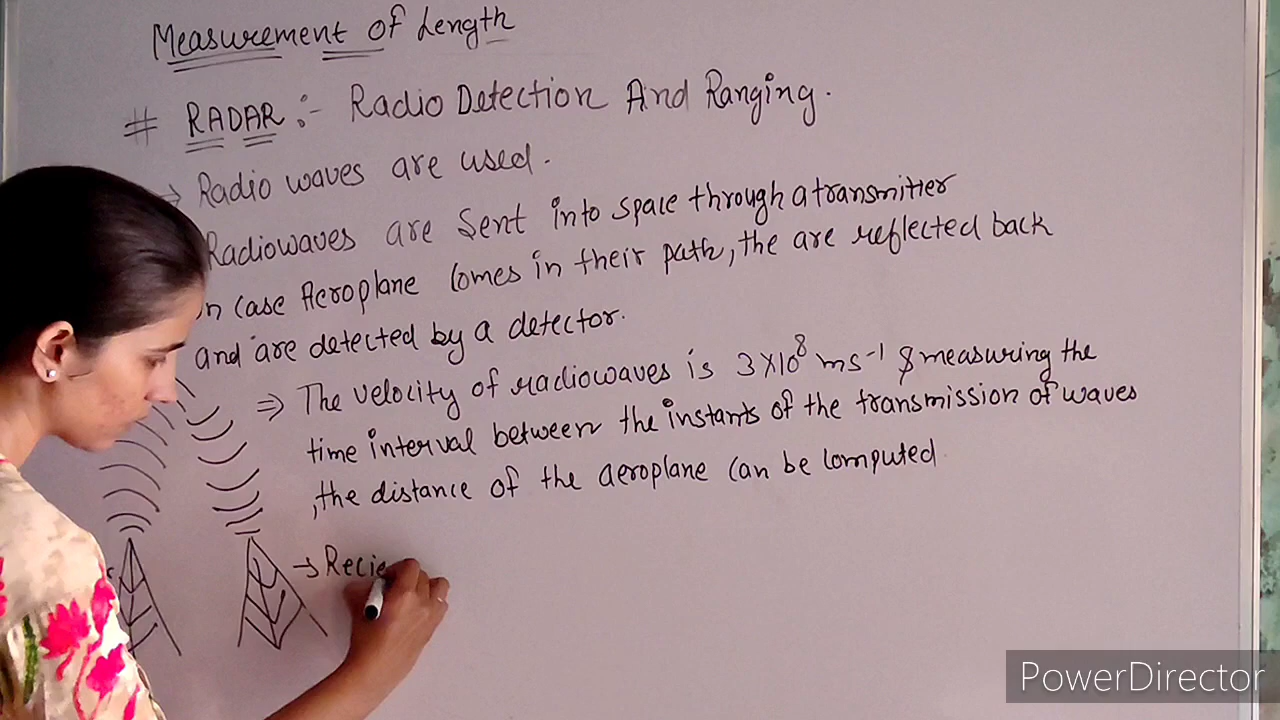 Measurement of Length
# RADAR :- Radio Detection And Ranging.
⇒ Radio waves are used.
Radiowaves are Sent into space through a transmitter
In case Aeroplane Comes in their path, the are reflected back
and are detected by a detector.
⇒ The velocity of radiowaves is 3×10⁸ ms⁻¹ & measuring the
time interval between the instants of the transmission of waves
, the distance of the aeroplane Can be Computed
→ Recie
PowerDirector